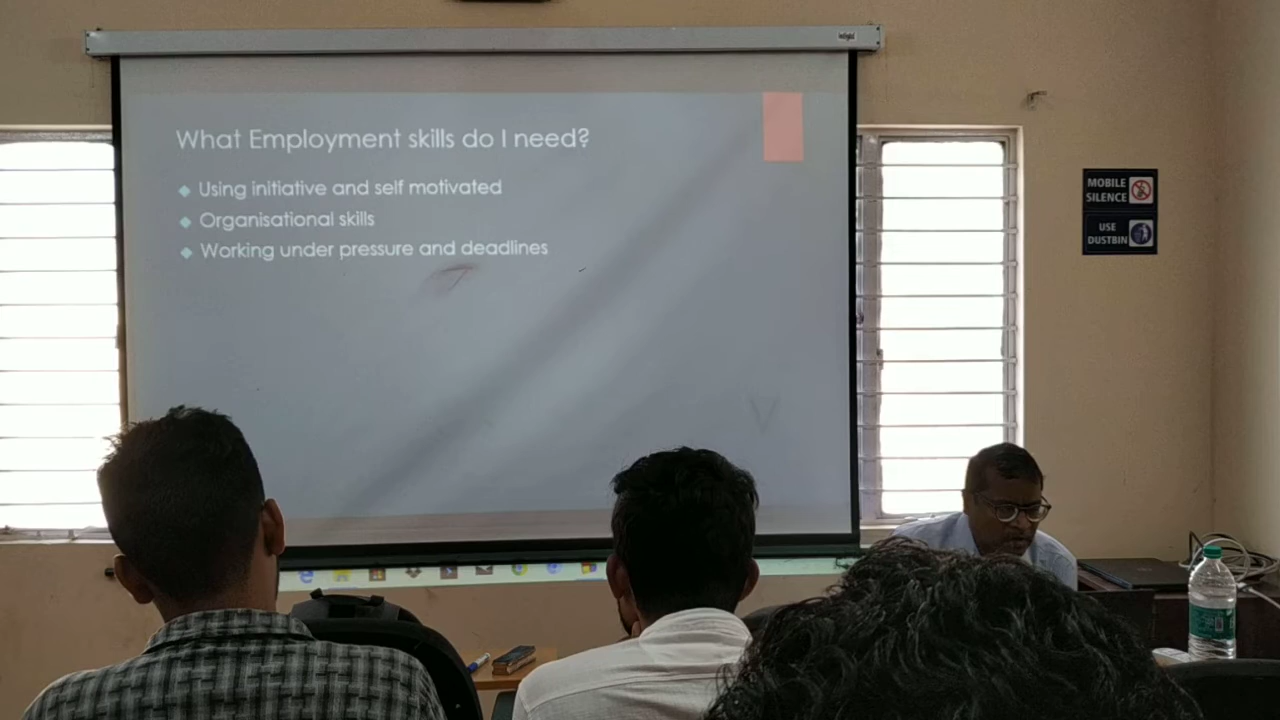 What Employment skills do I need?
Using initiative and self motivated
Organisational skills
Working under pressure and deadlines
MOBILE
SILENCE
USE
DUSTBIN